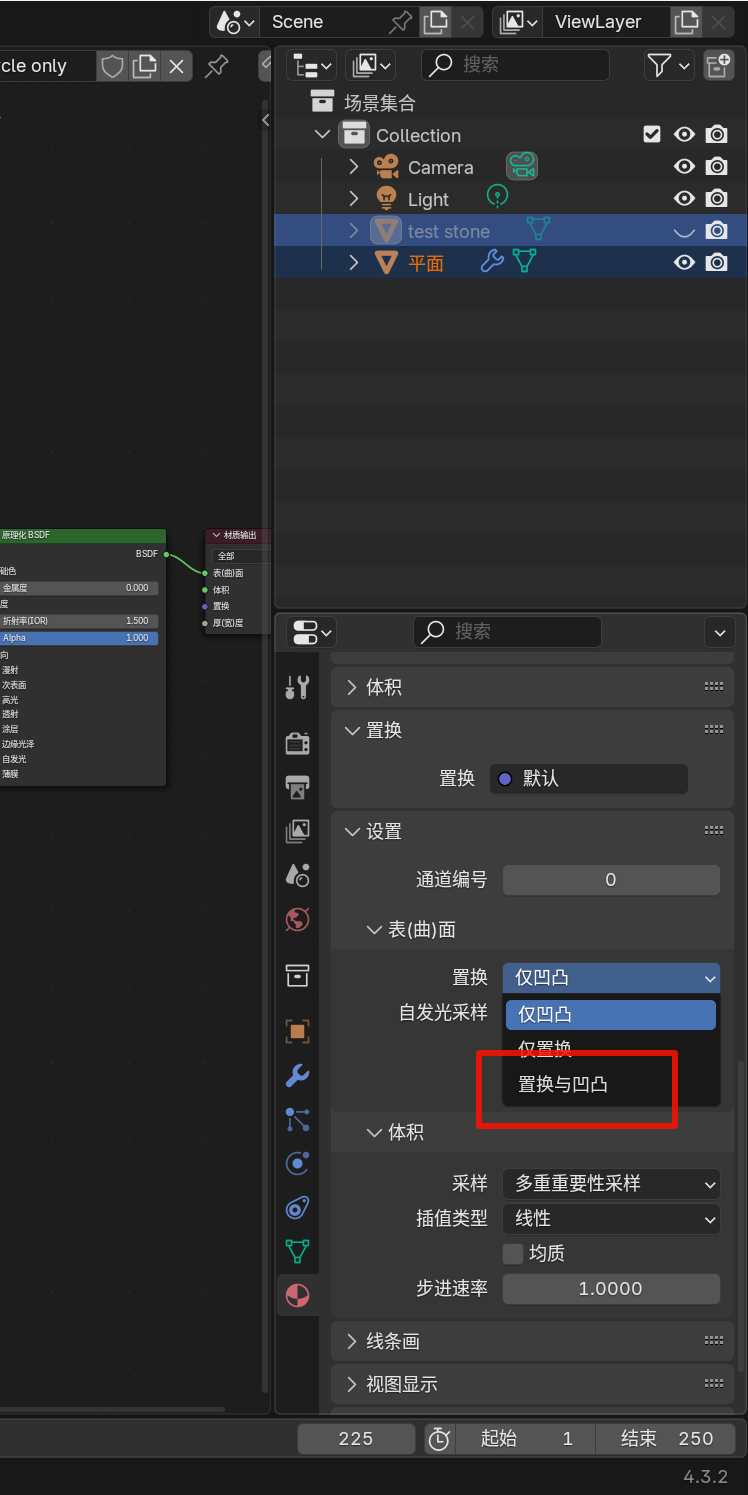 Scene
ViewLayer
cle only
搜索
场景集合
Collection
Camera
Light
test stone
平面
原理化 BSDF
BSDF
础色
金属度 0.000
度
折射率(IOR) 1.500
Alpha 1.000
向
漫射
次表面
高光
透射
涂层
边缘光泽
自发光
薄膜
材质输出
全部
表(曲)面
体积
置换
厚(宽)度
搜索
体积
置换
置换 默认
设置
通道编号 0
表(曲)面
置换 仅凹凸
自发光采样 仅凹凸
仅置换
置换与凹凸
体积
采样 多重重要性采样
插值类型 线性
均质
步进速率 1.0000
线条画
视图显示
225 起始 1 结束 250
4.3.2